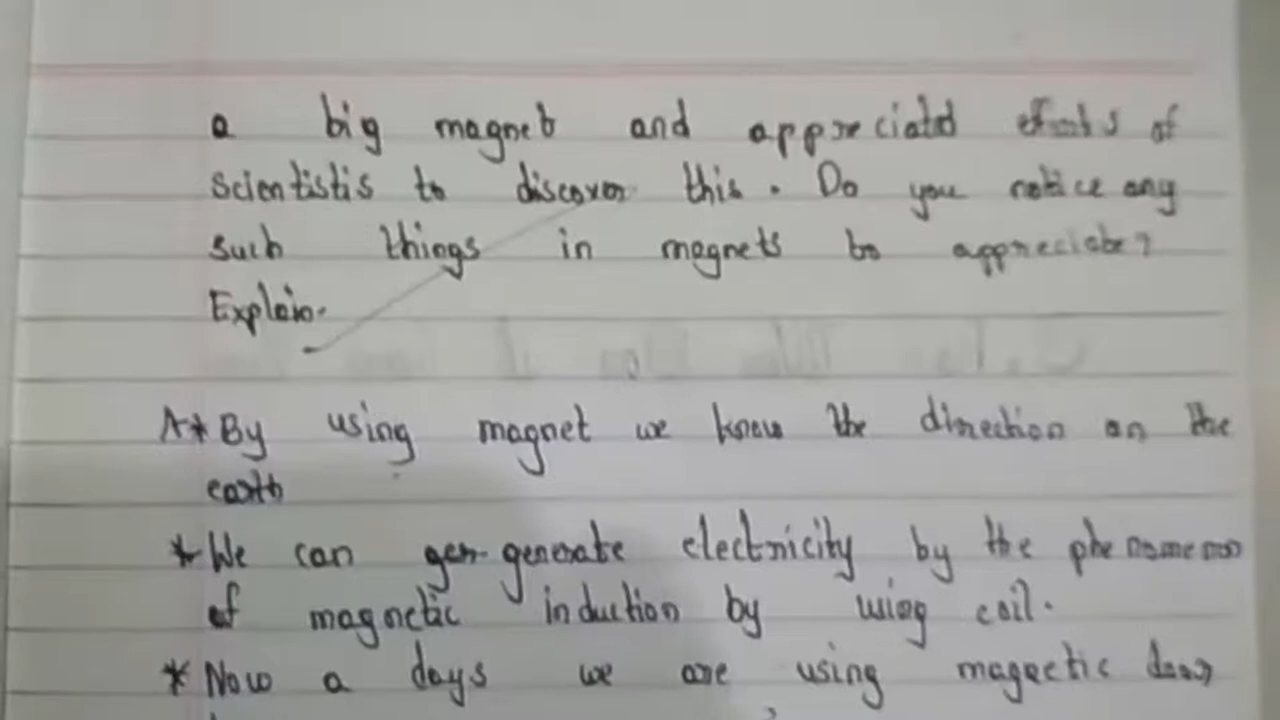 a big magnet and appreciated efforts of
scientistis to discover this. Do you notice any
such things in magnets to appreciate?
Explain.
A* By using magnet we know the direction on the
earth
* We can gen- generate electricity by the phenomenon
of magnetic induction by using coil.
* Now a days we are using magnetic doors